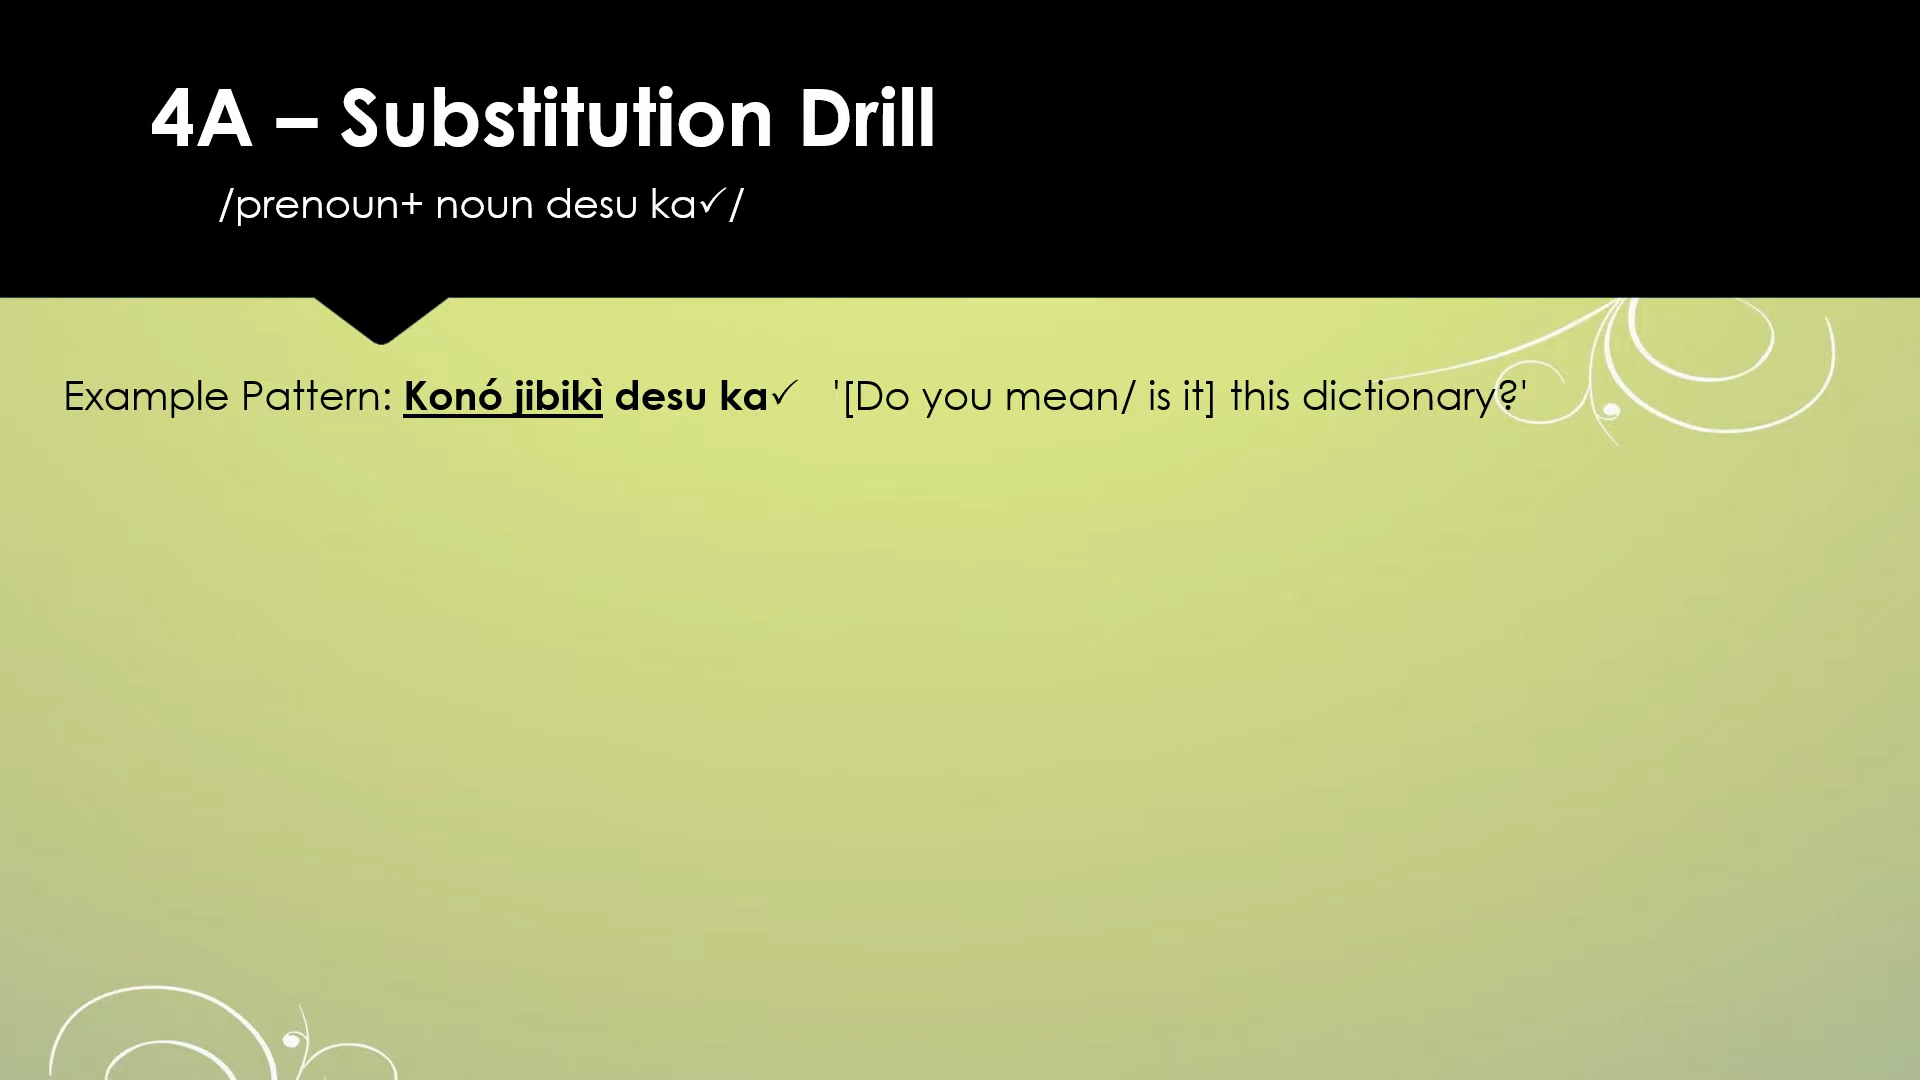 4A – Substitution Drill
/prenoun+ noun desu ka✓/
Example Pattern: Konó jibikì desu ka✓ '[Do you mean/ is it] this dictionary?'